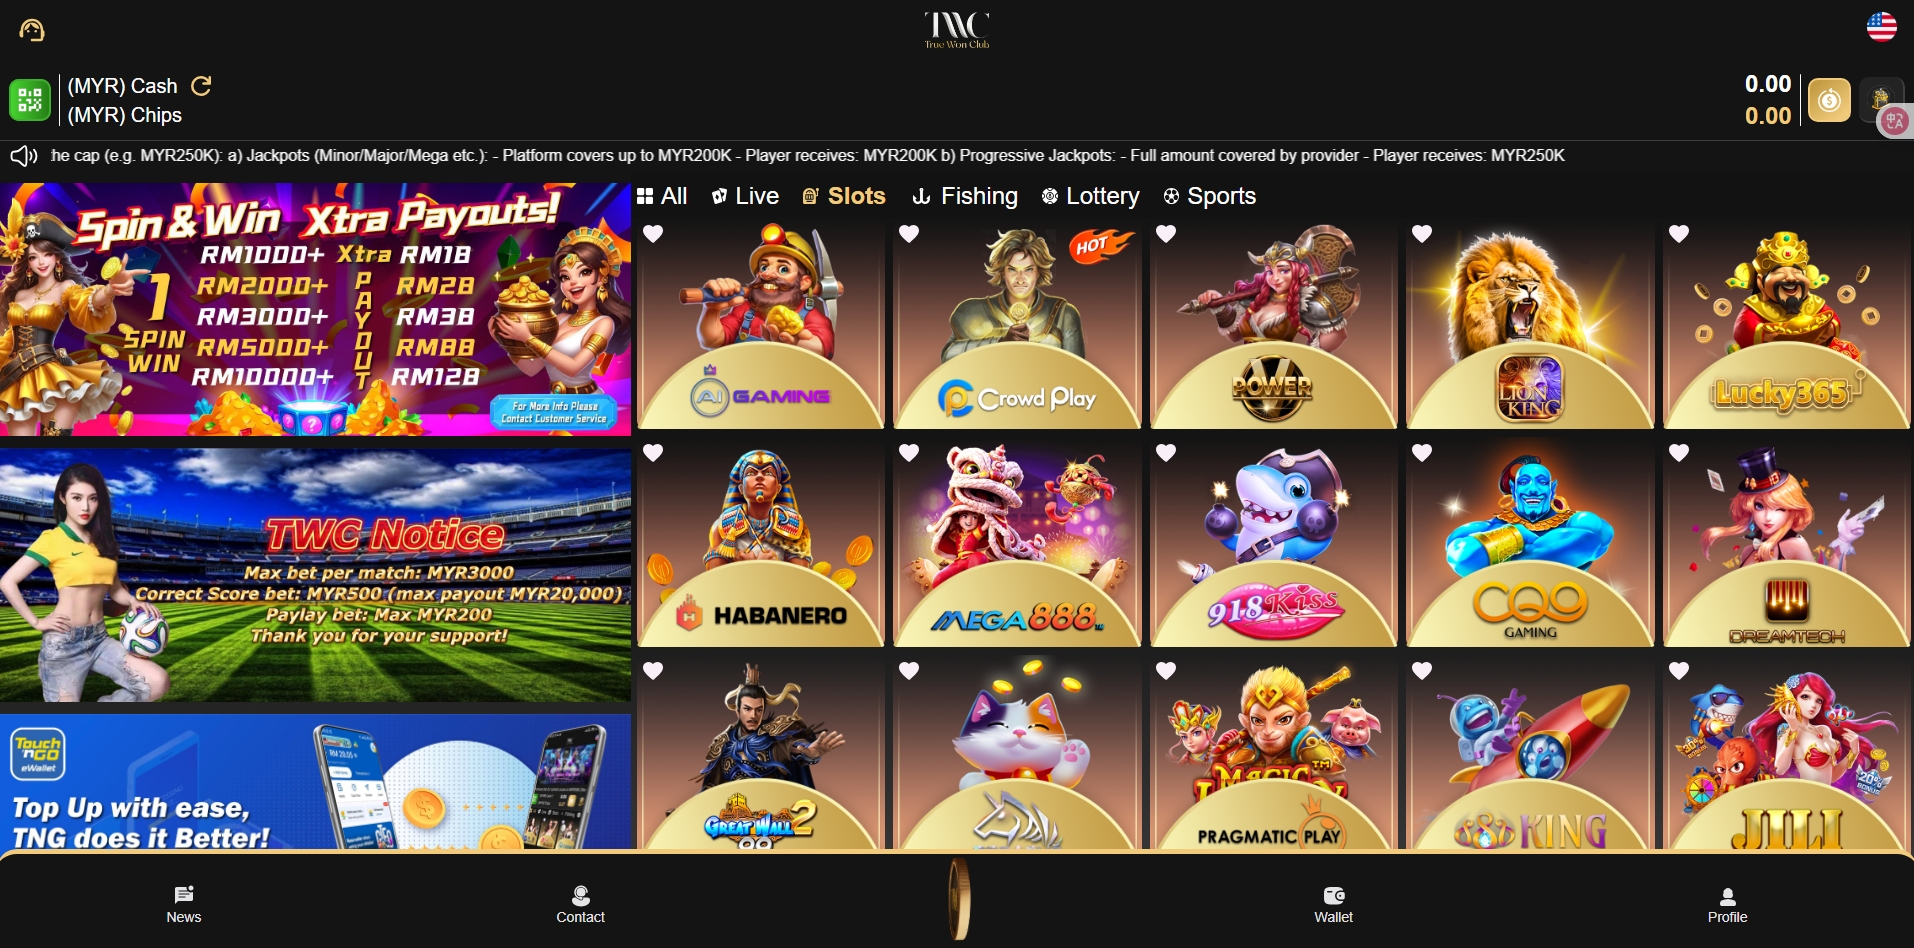 TWC
True Won Club
(MYR) Cash
(MYR) Chips
0.00
0.00
the cap (e.g. MYR250K): a) Jackpots (Minor/Major/Mega etc.): - Platform covers up to MYR200K - Player receives: MYR200K b) Progressive Jackpots: - Full amount covered by provider - Player receives: MYR250K
All
Live
Slots
Fishing
Lottery
Sports
Spin & Win Xtra Payouts!
1 SPIN WIN
Xtra PAYOUT
RM1000+ RM18
RM2000+ RM28
RM3000+ RM38
RM5000+ RM88
RM10000+ RM128
For More Info Please
Contact Customer Service
TWC Notice
Max bet per match: MYR3000
Correct Score bet: MYR500 (max payout MYR20,000)
Paylay bet: Max MYR200
Thank you for your support!
Touch
'n GO
eWallet
Top Up with ease,
TNG does it Better!
AI GAMING
HOT
Crowd Play
V POWER
LION KING
Lucky365
HABANERO
MEGA888
918Kiss
CQ9
GAMING
DREAMTECH
GREAT WALL 2
99
MAGIC
PRAGMATIC PLAY
KING
30%
20%
BONUS
JILI
News
Contact
Wallet
Profile